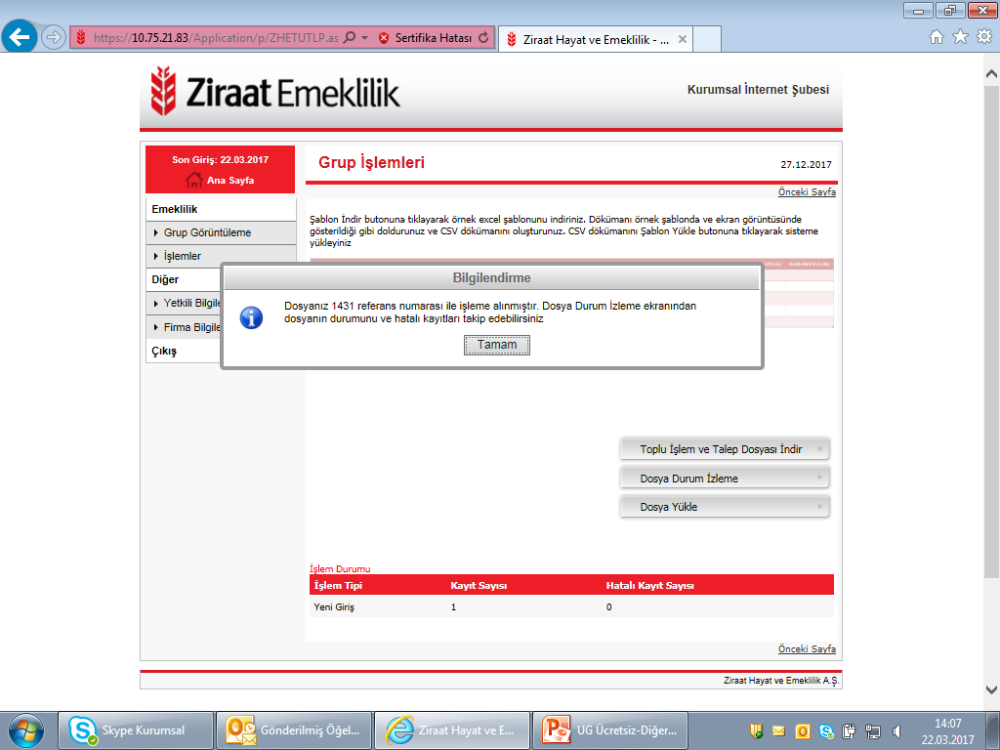 https://10.75.21.83/Application/p/ZHETUTLP.as
Sertifika Hatası
Ziraat Hayat ve Emeklilik - ...
Ziraat Emeklilik
Kurumsal İnternet Şubesi
Son Giriş: 22.03.2017
Ana Sayfa
Grup İşlemleri
27.12.2017
Önceki Sayfa
Emeklilik
Grup Görüntüleme
İşlemler
Diğer
Yetkili Bilgile
Firma Bilgile
Çıkış
Şablon İndir butonuna tıklayarak örnek excel şablonunu indiriniz. Dökümanı örnek şablonda ve ekran görüntüsünde
gösterildiği gibi doldurunuz ve CSV dökümanını oluşturunuz. CSV dökümanını Şablon Yükle butonuna tıklayarak sisteme
yükleyiniz
Bilgilendirme
Dosyanız 1431 referans numarası ile işleme alınmıştır. Dosya Durum İzleme ekranından
dosyanın durumunu ve hatalı kayıtları takip edebilirsiniz
Tamam
Toplu İşlem ve Talep Dosyası İndir
Dosya Durum İzleme
Dosya Yükle
İşlem Durumu
İşlem Tipi Kayıt Sayısı Hatalı Kayıt Sayısı
Yeni Giriş 1 0
Önceki Sayfa
Ziraat Hayat ve Emeklilik A.Ş.
Skype Kurumsal
Gönderilmiş Öğel...
Ziraat Hayat ve E...
UG Ücretsiz-Diğer...
14:07
22.03.2017